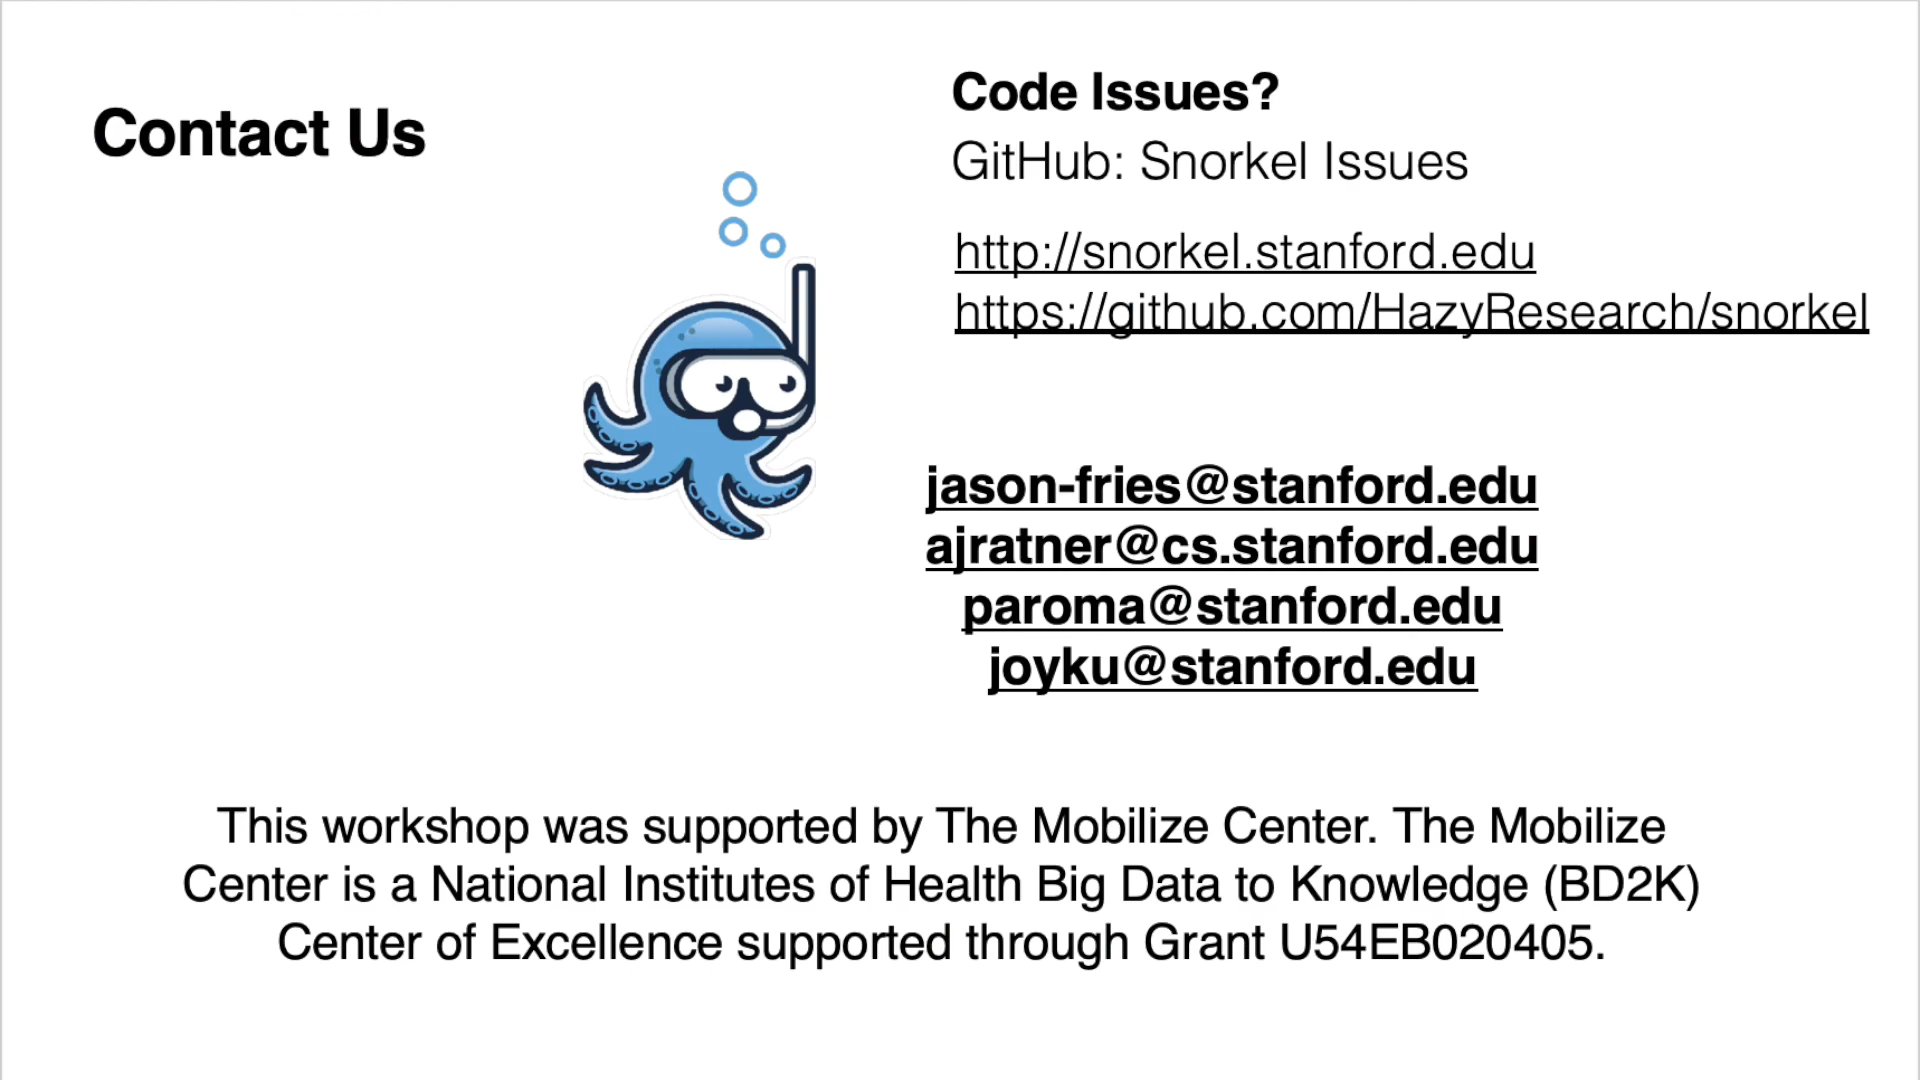 Contact Us
Code Issues?
GitHub: Snorkel Issues
http://snorkel.stanford.edu
https://github.com/HazyResearch/snorkel
jason-fries@stanford.edu
ajratner@cs.stanford.edu
paroma@stanford.edu
joyku@stanford.edu
This workshop was supported by The Mobilize Center. The Mobilize
Center is a National Institutes of Health Big Data to Knowledge (BD2K)
Center of Excellence supported through Grant U54EB020405.